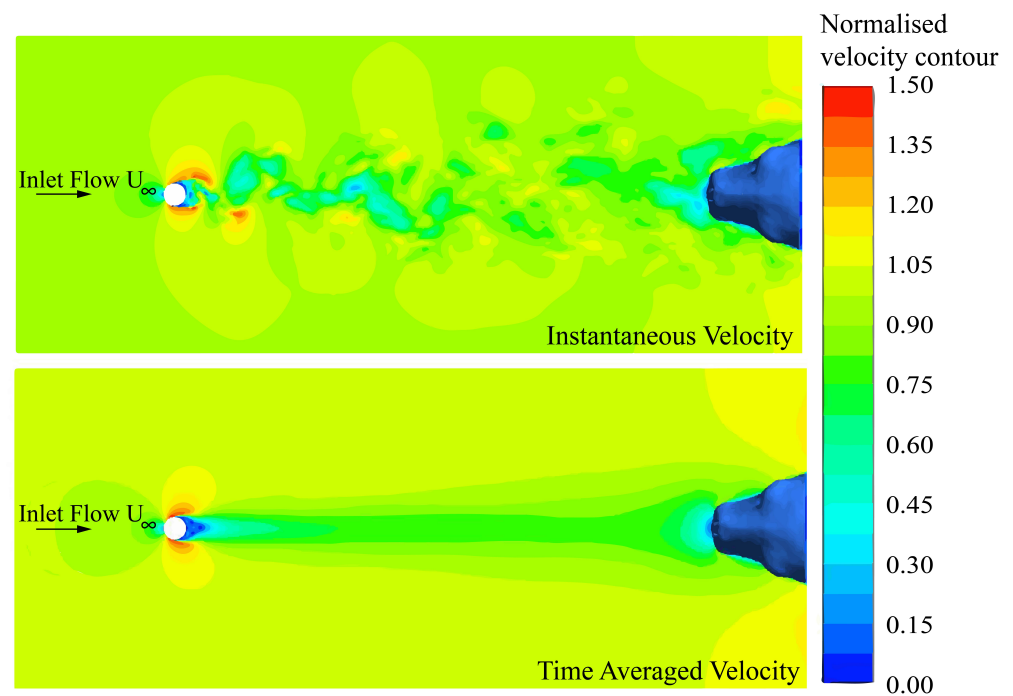 Normalised
velocity contour
1.50
1.35
1.20
1.05
0.90
0.75
0.60
0.45
0.30
0.15
0.00
Inlet Flow U∞
Instantaneous Velocity
Inlet Flow U∞
Time Averaged Velocity